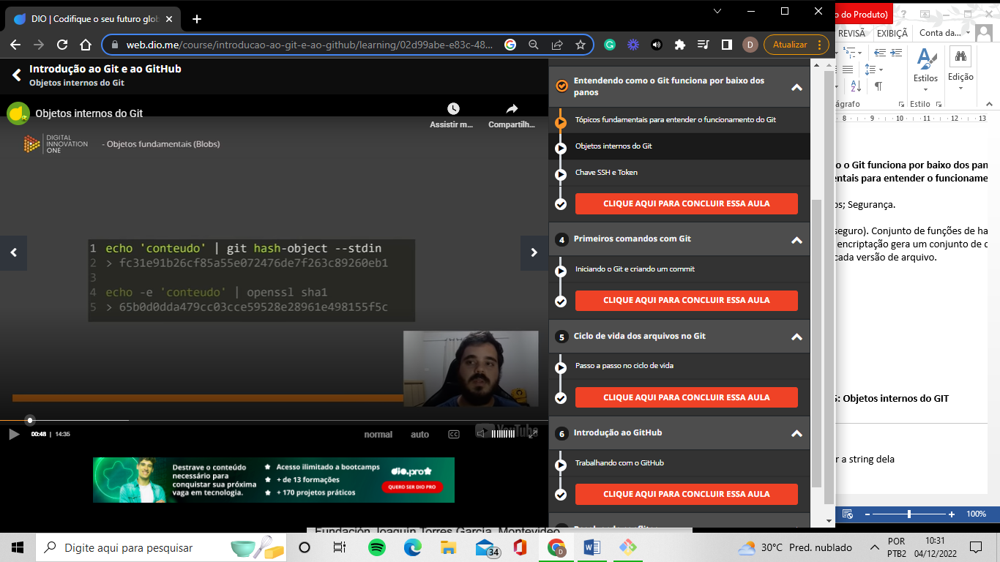 DIO | Codifique o seu futuro glob
web.dio.me/course/introducao-ao-git-e-ao-github/learning/02d99abe-e83c-48...
D
Atualizar
Introdução ao Git e ao GitHub
Objetos internos do Git
Objetos internos do Git
Assistir m...
Compartilh...
DIGITAL
INNOVATION
ONE
- Objetos fundamentais (Blobs)
1 echo 'conteudo' | git hash-object --stdin
2 > fc31e91b26cf85a55e072476de7f263c89260eb1
3
4 echo -e 'conteudo' | openssl sha1
5 > 65b0d0dda479cc03cce59528e28961e498155f5c
00:48 | 14:35
normal
auto
CC
YouTube
Destrave o conteúdo
necessário para
conquistar sua próxima
vaga em tecnologia.
Acesso ilimitado a bootcamps
+ de 13 formações
+ 170 projetos práticos
dio.pro
QUERO SER DIO PRO
Entendendo como o Git funciona por baixo dos
panos
Tópicos fundamentais para entender o funcionamento do Git
Objetos internos do Git
Chave SSH e Token
CLIQUE AQUI PARA CONCLUIR ESSA AULA
4 Primeiros comandos com Git
Iniciando o Git e criando um commit
CLIQUE AQUI PARA CONCLUIR ESSA AULA
5 Ciclo de vida dos arquivos no Git
Passo a passo no ciclo de vida
CLIQUE AQUI PARA CONCLUIR ESSA AULA
6 Introdução ao GitHub
Trabalhando com o GitHub
CLIQUE AQUI PARA CONCLUIR ESSA AULA
o do Produto)
REVISÃ
EXIBIÇÃ
Conta da...
Estilos
Edição
ágrafo
Estilo
8 9 10 11 12 13
o o Git funciona por baixo dos pan
entais para entender o funcioname
os; Segurança.
seguro). Conjunto de funções de ha
encriptação gera um conjunto de c
cada versão de arquivo.
5: Objetos internos do GIT
r a string dela
100%
Fundación Joaquín Torres García, Montevideo
Digite aqui para pesquisar
34
30°C Pred. nublado
POR
PTB2
10:31
04/12/2022